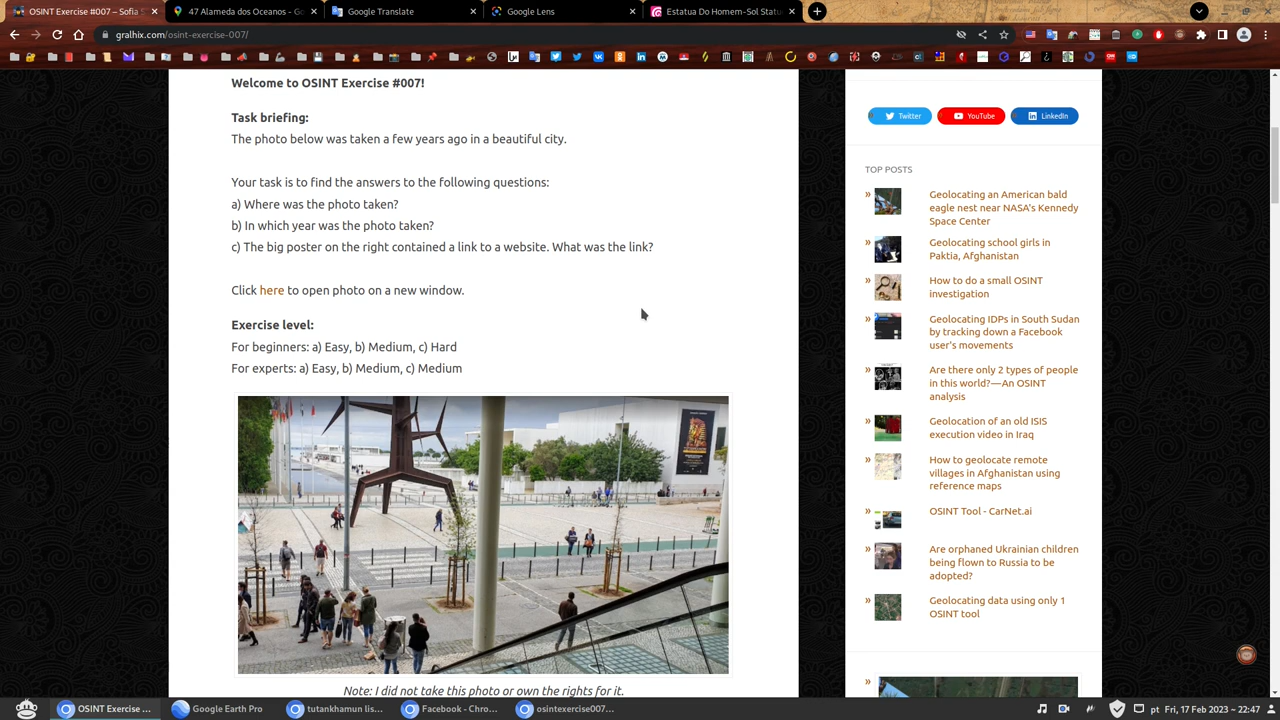 OSINT Exercise #007 – Sofia S
47 Alameda dos Oceanos - Go
Google Translate
Google Lens
Estatua Do Homem-Sol Statu
gralhix.com/osint-exercise-007/
Welcome to OSINT Exercise #007!
Task briefing:
The photo below was taken a few years ago in a beautiful city.
Your task is to find the answers to the following questions:
a) Where was the photo taken?
b) In which year was the photo taken?
c) The big poster on the right contained a link to a website. What was the link?
Click here to open photo on a new window.
Exercise level:
For beginners: a) Easy, b) Medium, c) Hard
For experts: a) Easy, b) Medium, c) Medium
Note: I did not take this photo or own the rights for it.
Twitter
YouTube
LinkedIn
TOP POSTS
» Geolocating an American bald
eagle nest near NASA's Kennedy
Space Center
» Geolocating school girls in
Paktia, Afghanistan
» How to do a small OSINT
investigation
» Geolocating IDPs in South Sudan
by tracking down a Facebook
user's movements
» Are there only 2 types of people
in this world? — An OSINT
analysis
» Geolocation of an old ISIS
execution video in Iraq
» How to geolocate remote
villages in Afghanistan using
reference maps
» OSINT Tool - CarNet.ai
» Are orphaned Ukrainian children
being flown to Russia to be
adopted?
» Geolocating data using only 1
OSINT tool
»
OSINT Exercise ...
Google Earth Pro
tutankhamun lis...
Facebook - Chro...
osintexercise007...
pt Fri, 17 Feb 2023 ~ 22:47